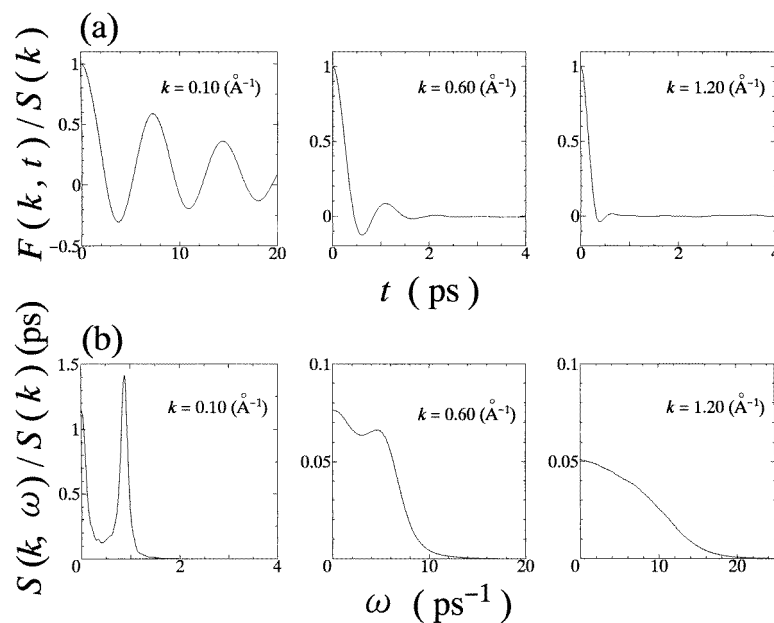 (a)
F(k, t)/S(k)
k = 0.10 (Å⁻¹)
k = 0.60 (Å⁻¹)
k = 1.20 (Å⁻¹)
1
0.5
0
−0.5
0 10 20
1
0.5
0
0 2 4
1
0.5
0
0 2 4
t (ps)
(b)
S(k, ω)/S(k) (ps)
k = 0.10 (Å⁻¹)
k = 0.60 (Å⁻¹)
k = 1.20 (Å⁻¹)
1.5
1
0.5
0 2 4
0.1
0.05
0 10 20
0.1
0.05
0 10 20
ω (ps⁻¹)